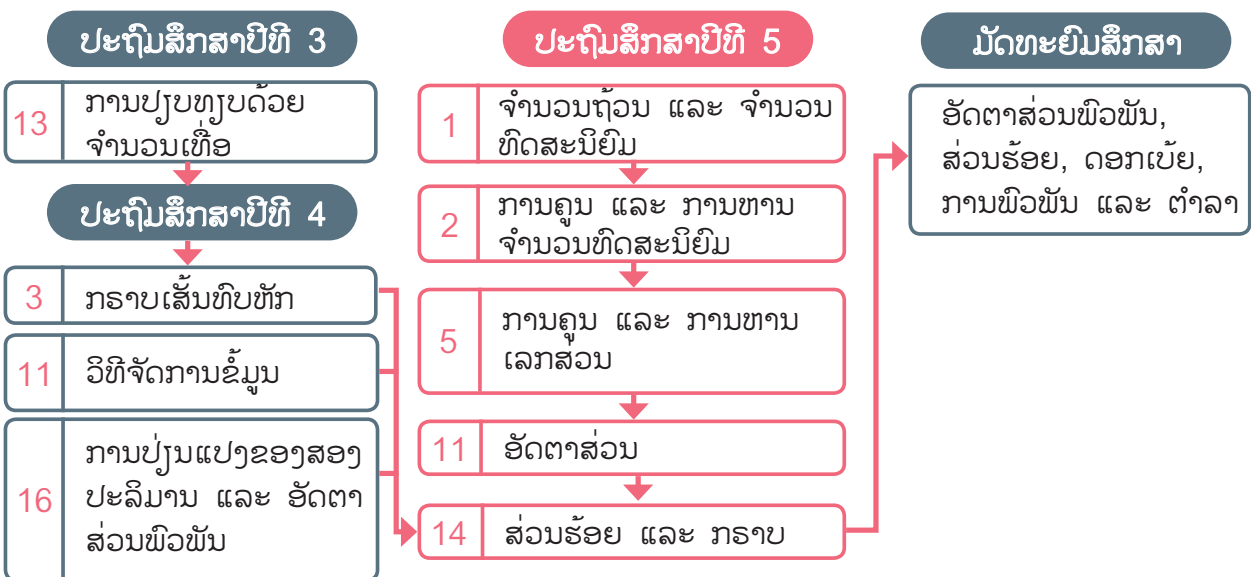 ປະຖົມສຶກສາປີທີ 3
13
ການປຽບທຽບດ້ວຍ
ຈຳນວນເທື່ອ
ປະຖົມສຶກສາປີທີ 4
3
ກຣາບເສັ້ນທົບຫັກ
11
ວິທີຈັດການຂໍ້ມູນ
16
ການປ່ຽນແປງຂອງສອງ
ປະລິມານ ແລະ ອັດຕາ
ສ່ວນພົວພັນ
ປະຖົມສຶກສາປີທີ 5
1
ຈຳນວນຖ້ວນ ແລະ ຈຳນວນ
ທົດສະນິຍົມ
2
ການຄູນ ແລະ ການຫານ
ຈຳນວນທົດສະນິຍົມ
5
ການຄູນ ແລະ ການຫານ
ເລກສ່ວນ
11
ອັດຕາສ່ວນ
14
ສ່ວນຮ້ອຍ ແລະ ກຣາບ
ມັດທະຍົມສຶກສາ
ອັດຕາສ່ວນພົວພັນ,
ສ່ວນຮ້ອຍ, ດອກເບ້ຍ,
ການພົວພັນ ແລະ ຕຳລາ